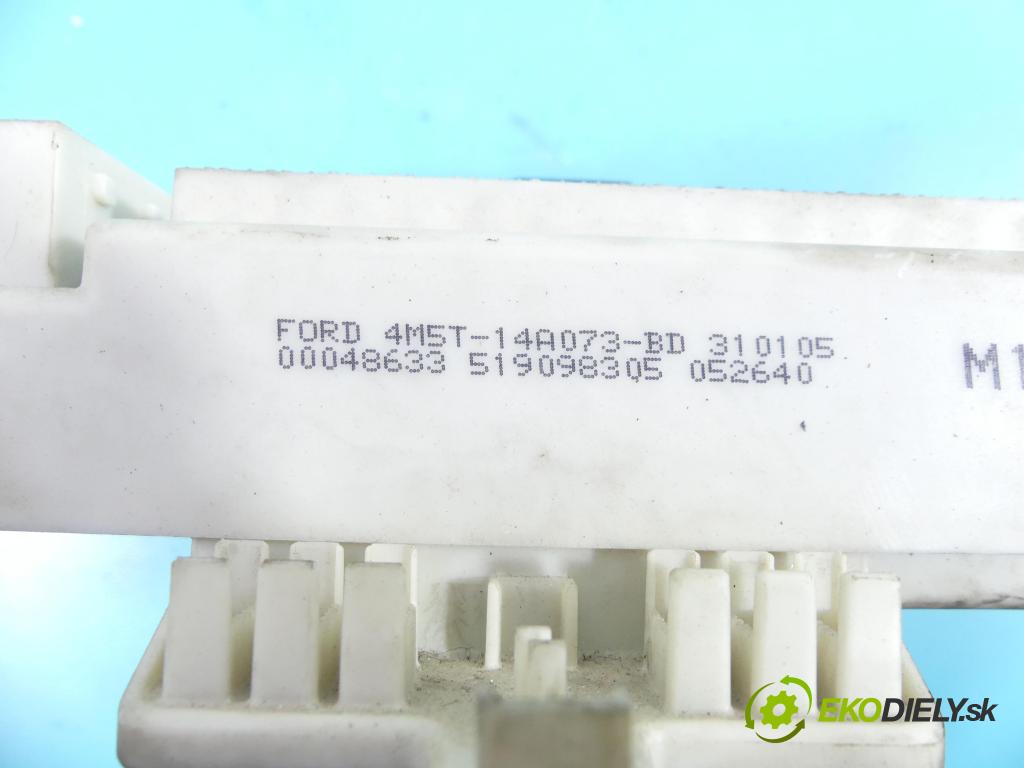 FORD 4M5T-14A073-BD 310105
00048633 519098305 052640
M1
EKODIELY.sk